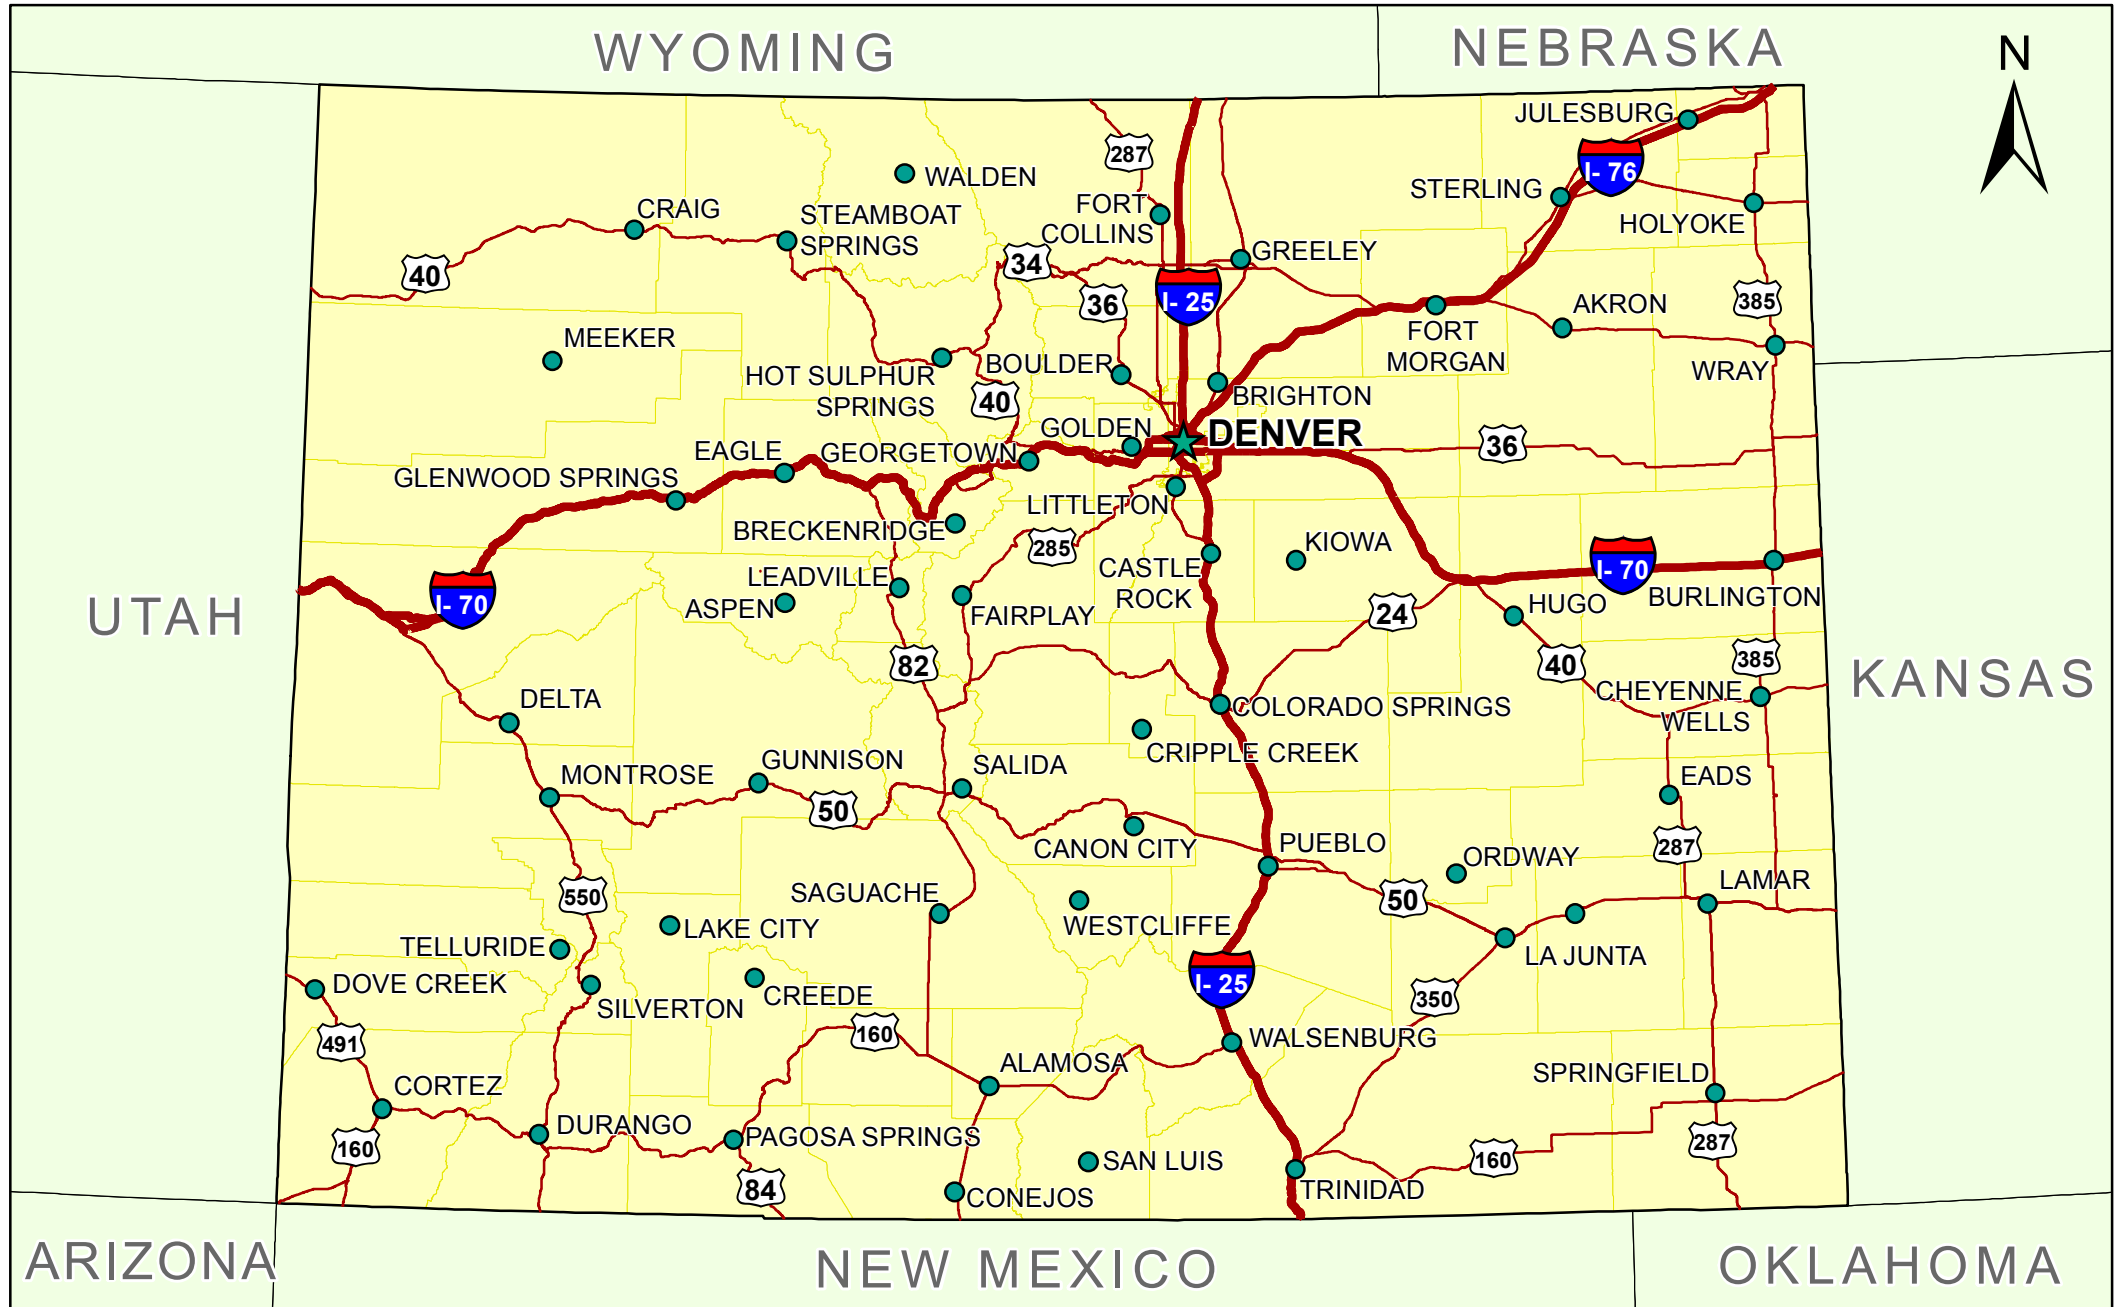 WYOMING
NEBRASKA
N
JULESBURG
287
I- 76
WALDEN
STERLING
CRAIG
STEAMBOAT
SPRINGS
FORT
COLLINS
HOLYOKE
GREELEY
40
34
36
I- 25
385
AKRON
MEEKER
FORT
MORGAN
WRAY
HOT SULPHUR
SPRINGS
BOULDER
40
BRIGHTON
GOLDEN
DENVER
36
EAGLE
GEORGETOWN
GLENWOOD SPRINGS
LITTLETON
BRECKENRIDGE
285
KIOWA
CASTLE
ROCK
I- 70
LEADVILLE
ASPEN
I- 70
BURLINGTON
UTAH
FAIRPLAY
24
HUGO
82
40
385
KANSAS
DELTA
CHEYENNE
WELLS
COLORADO SPRINGS
CRIPPLE CREEK
MONTROSE
GUNNISON
SALIDA
EADS
50
CANON CITY
PUEBLO
287
ORDWAY
550
SAGUACHE
WESTCLIFFE
50
LAMAR
LAKE CITY
TELLURIDE
LA JUNTA
DOVE CREEK
SILVERTON
CREEDE
I- 25
350
491
160
WALSENBURG
ALAMOSA
SPRINGFIELD
CORTEZ
DURANGO
PAGOSA SPRINGS
160
SAN LUIS
160
287
84
CONEJOS
TRINIDAD
ARIZONA
NEW MEXICO
OKLAHOMA